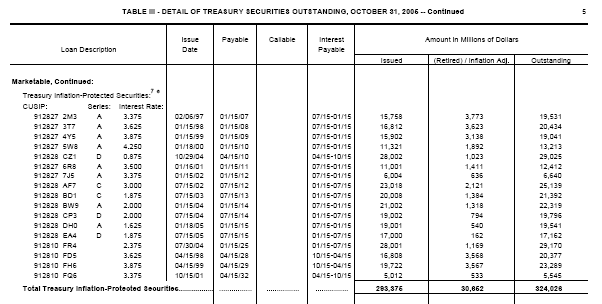 TABLE III - DETAIL OF TREASURY SECURITIES OUTSTANDING, OCTOBER 31, 2006 -- Continued 5
Loan Description Issue Date Payable Callable Interest Payable Amount in Millions of Dollars
Issued (Retired) / Inflation Adj. Outstanding
Marketable, Continued:
Treasury Inflation-Protected Securities:7 e
CUSIP: Series: Interest Rate:
912827 2M3 A 3.375 02/06/97 01/15/07 07/15-01/15 15,758 3,773 19,531
912827 3T7 A 3.625 01/15/98 01/15/08 07/15-01/15 16,812 3,623 20,434
912827 4Y5 A 3.875 01/15/99 01/15/09 07/15-01/15 15,902 3,138 19,041
912827 5W8 A 4.250 01/18/00 01/15/10 07/15-01/15 11,321 1,892 13,213
912828 CZ1 D 0.875 10/29/04 04/15/10 04/15-10/15 28,002 1,023 29,025
912827 6R8 A 3.500 01/16/01 01/15/11 07/15-01/15 11,001 1,411 12,412
912827 7J5 A 3.375 01/15/02 01/15/12 07/15-01/15 6,004 636 6,640
912828 AF7 C 3.000 07/15/02 07/15/12 01/15-07/15 23,018 2,121 25,139
912828 BD1 C 1.875 07/15/03 07/15/13 01/15-07/15 20,008 1,384 21,392
912828 BW9 A 2.000 01/15/04 01/15/14 07/15-01/15 21,002 1,318 22,319
912828 CP3 D 2.000 07/15/04 07/15/14 01/15-07/15 19,002 794 19,796
912828 DH0 A 1.625 01/18/05 01/15/15 07/15-01/15 19,001 540 19,541
912828 EA4 D 1.875 07/15/05 07/15/15 01/15-07/15 17,000 162 17,162
912810 FR4 2.375 07/30/04 01/15/25 01/15-07/15 28,001 1,169 29,170
912810 FD5 3.625 04/15/98 04/15/28 10/15-04/15 16,808 3,568 20,377
912810 FH6 3.875 04/15/99 04/15/29 10/15-04/15 19,722 3,567 23,289
912810 FQ6 3.375 10/15/01 04/15/32 04/15-10/15 5,012 533 5,545
Total Treasury Inflation-Protected Securities.................. .................. .................. .................. 293,375 30,652 324,026